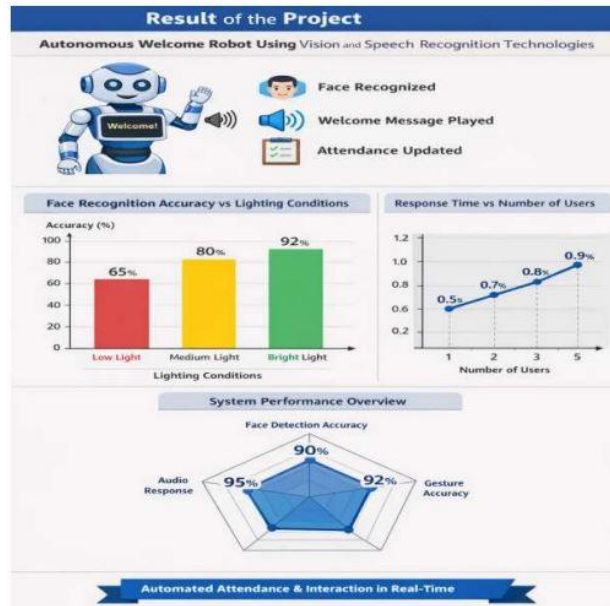 Result of the Project
Autonomous Welcome Robot Using Vision and Speech Recognition Technologies
Welcome!
Face Recognized
Welcome Message Played
Attendance Updated
Face Recognition Accuracy vs Lighting Conditions
Accuracy (%)
100
80
60
40
20
0
65%
80%
92%
Low Light
Medium Light
Bright Light
Lighting Conditions
Response Time vs Number of Users
1.2
1.0
0.8
0.6
0.2
0.5s
0.7%
0.8%
0.9%
1
2
3
5
Number of Users
System Performance Overview
Face Detection Accuracy
90%
Audio
Response
95%
92%
Gesture
Accuracy
Automated Attendance & Interaction in Real-Time